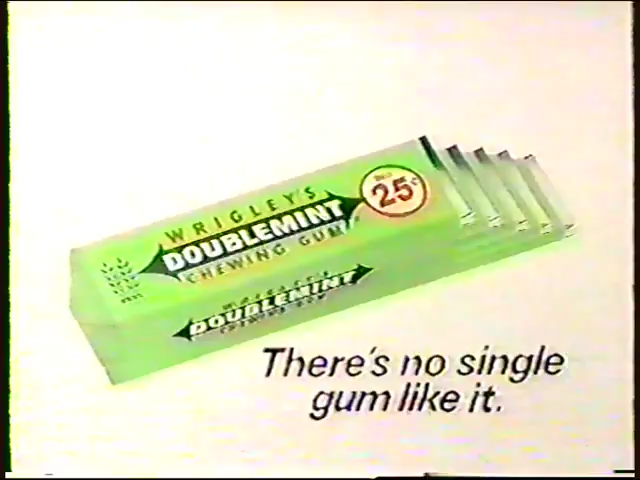 WRIGLEY'S
DOUBLEMINT
CHEWING GUM
25¢
DOUBLEMINT
There's no single
gum like it.